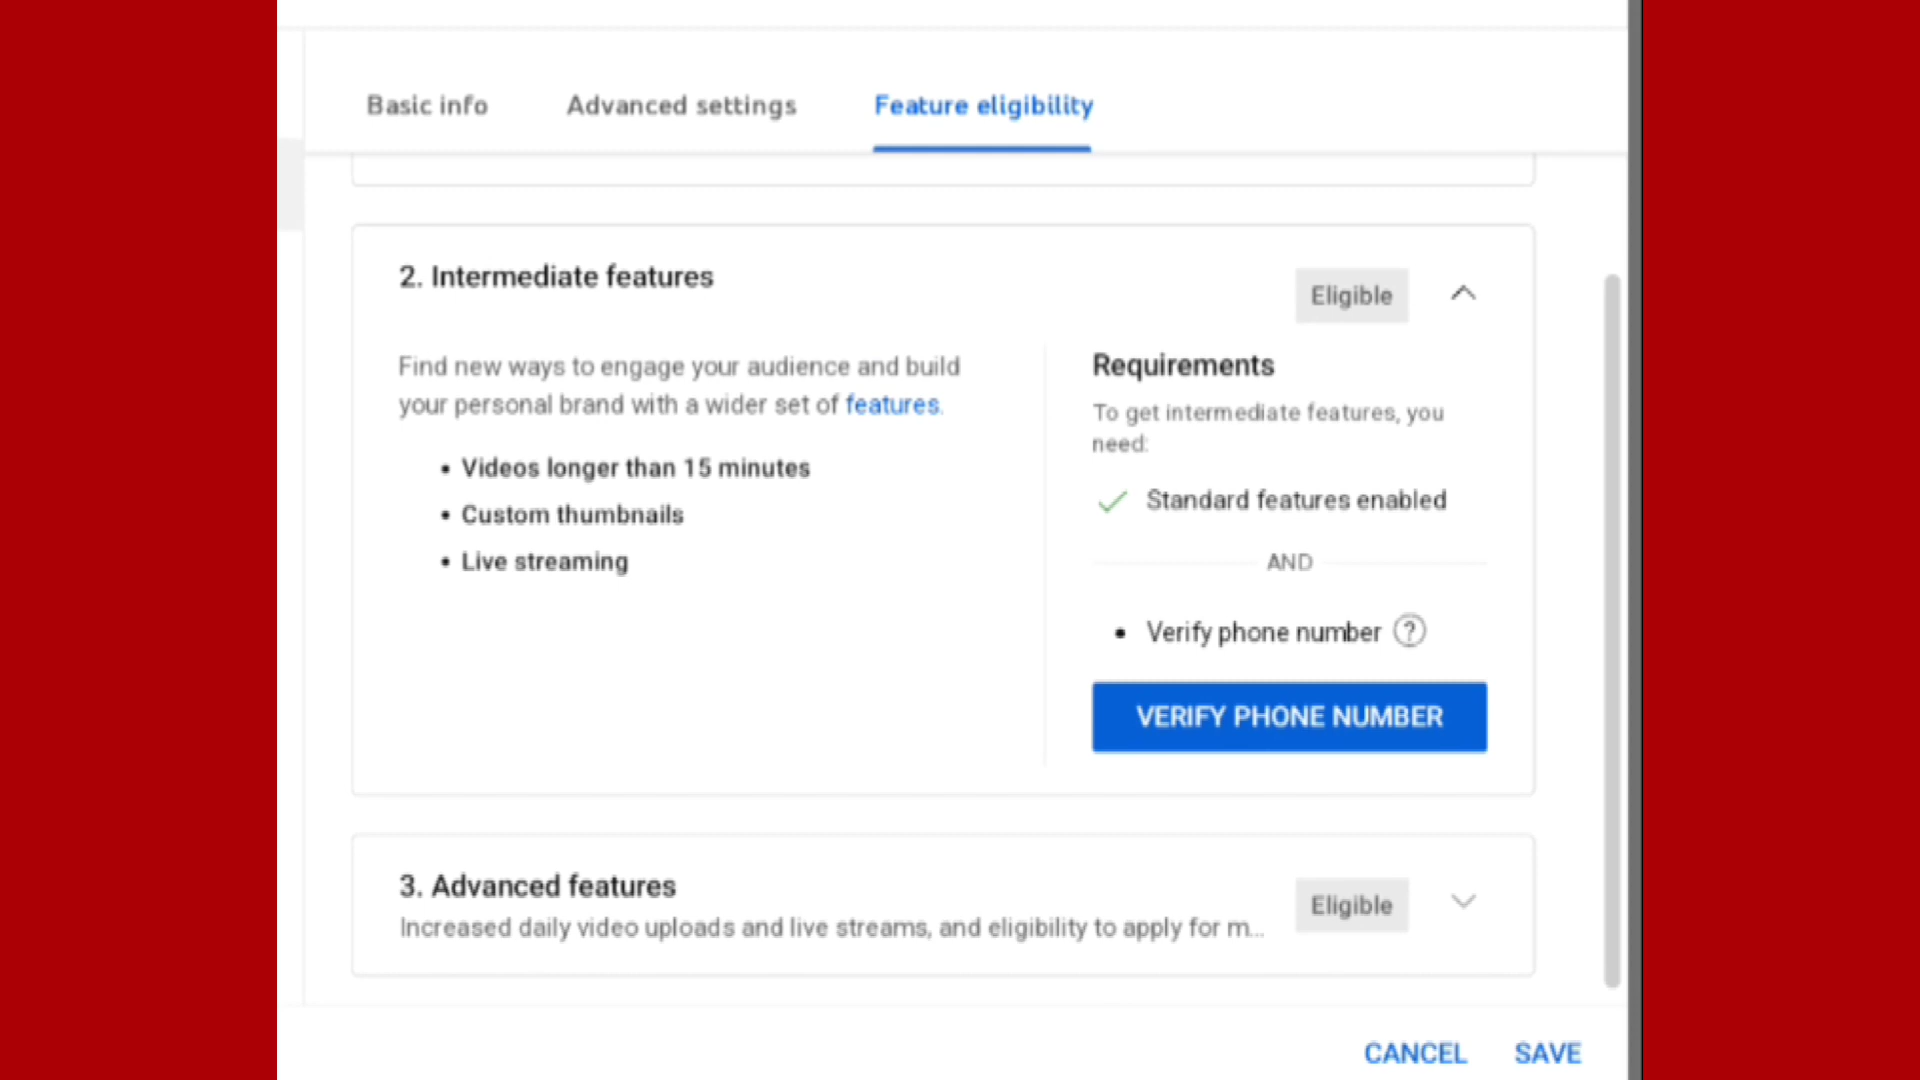 Basic info
Advanced settings
Feature eligibility
2. Intermediate features
Eligible
Find new ways to engage your audience and build
your personal brand with a wider set of features.
• Videos longer than 15 minutes
• Custom thumbnails
• Live streaming
Requirements
To get intermediate features, you
need:
Standard features enabled
AND
• Verify phone number ?
VERIFY PHONE NUMBER
3. Advanced features
Increased daily video uploads and live streams, and eligibility to apply for m...
Eligible
CANCEL
SAVE